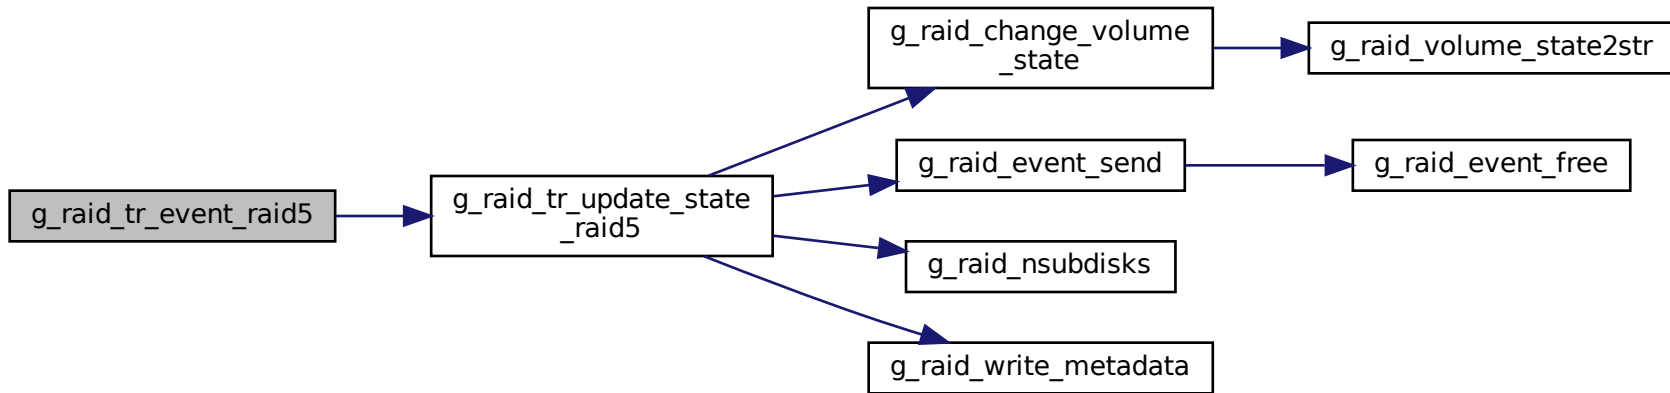 g_raid_tr_event_raid5
g_raid_tr_update_state
_raid5
g_raid_change_volume
_state
g_raid_volume_state2str
g_raid_event_send
g_raid_event_free
g_raid_nsubdisks
g_raid_write_metadata